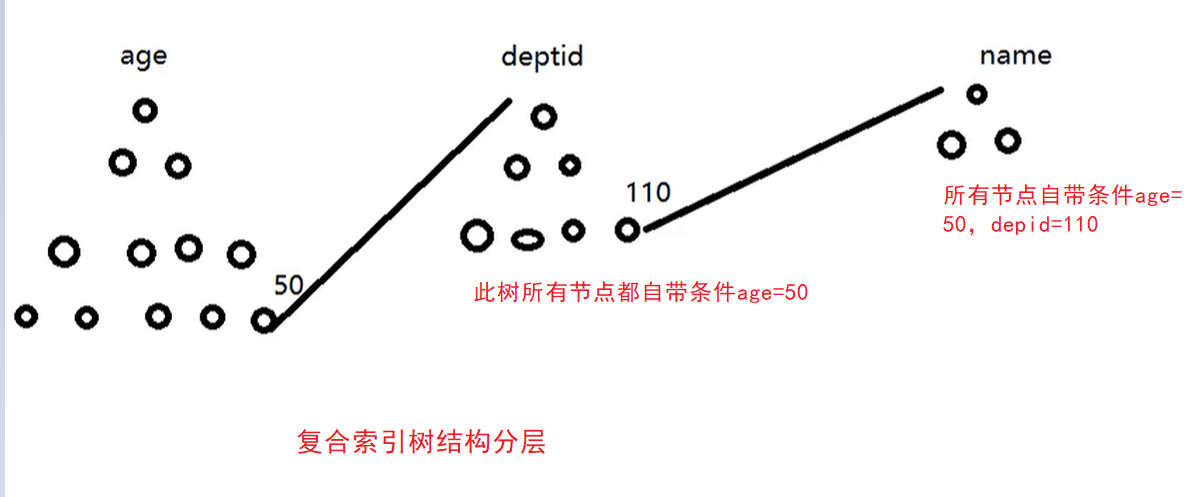 age
deptid
name
110
所有节点自带条件age=
50，depid=110
50
此树所有节点都自带条件age=50
复合索引树结构分层